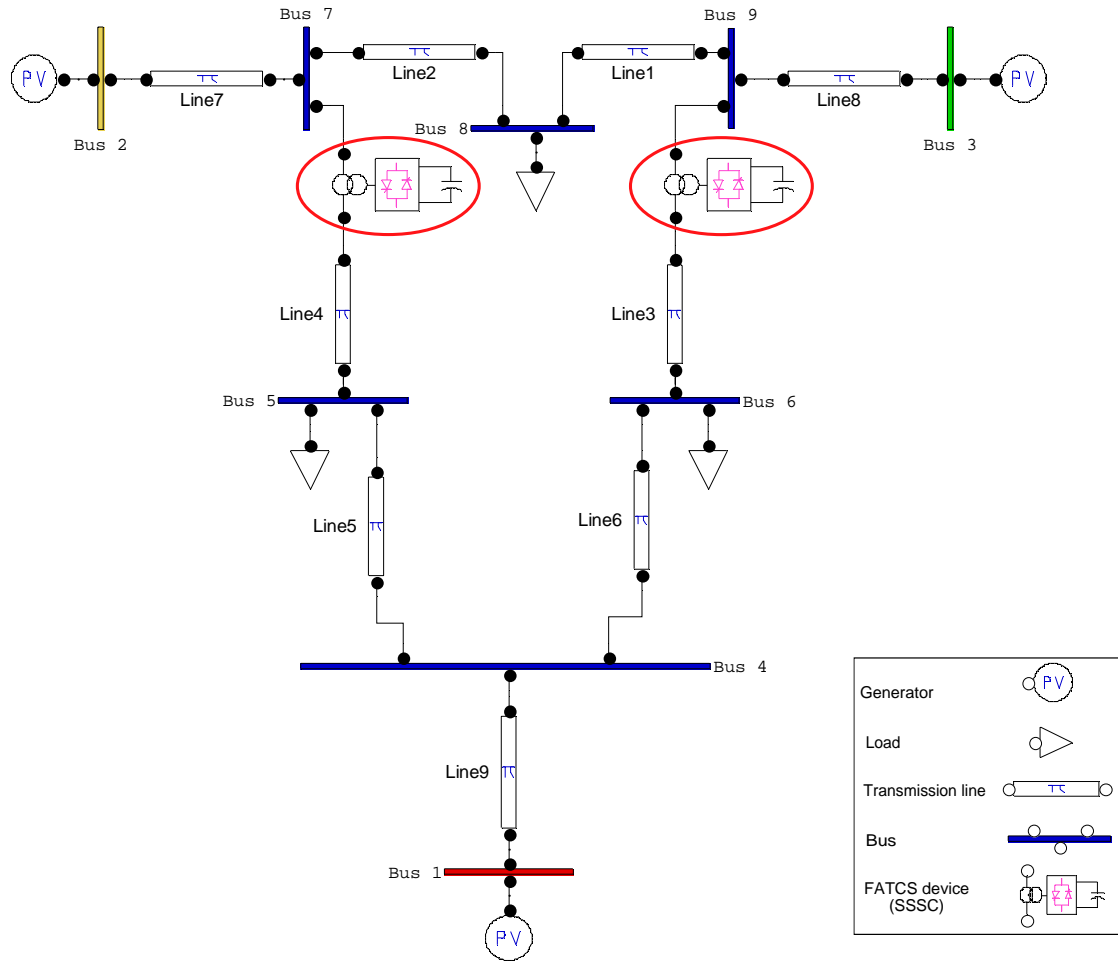 Bus 7
Bus 9
PV
Line7
Bus 2
π
Line2
π
Bus 8
Line1
π
Line8
π
Bus 3
PV
Line4
π
Line3
π
Bus 5
Bus 6
Line5
π
Line6
π
Bus 4
Line9
π
Bus 1
PV
Generator
PV
Load
Transmission line
π
Bus
FATCS device
(SSSC)